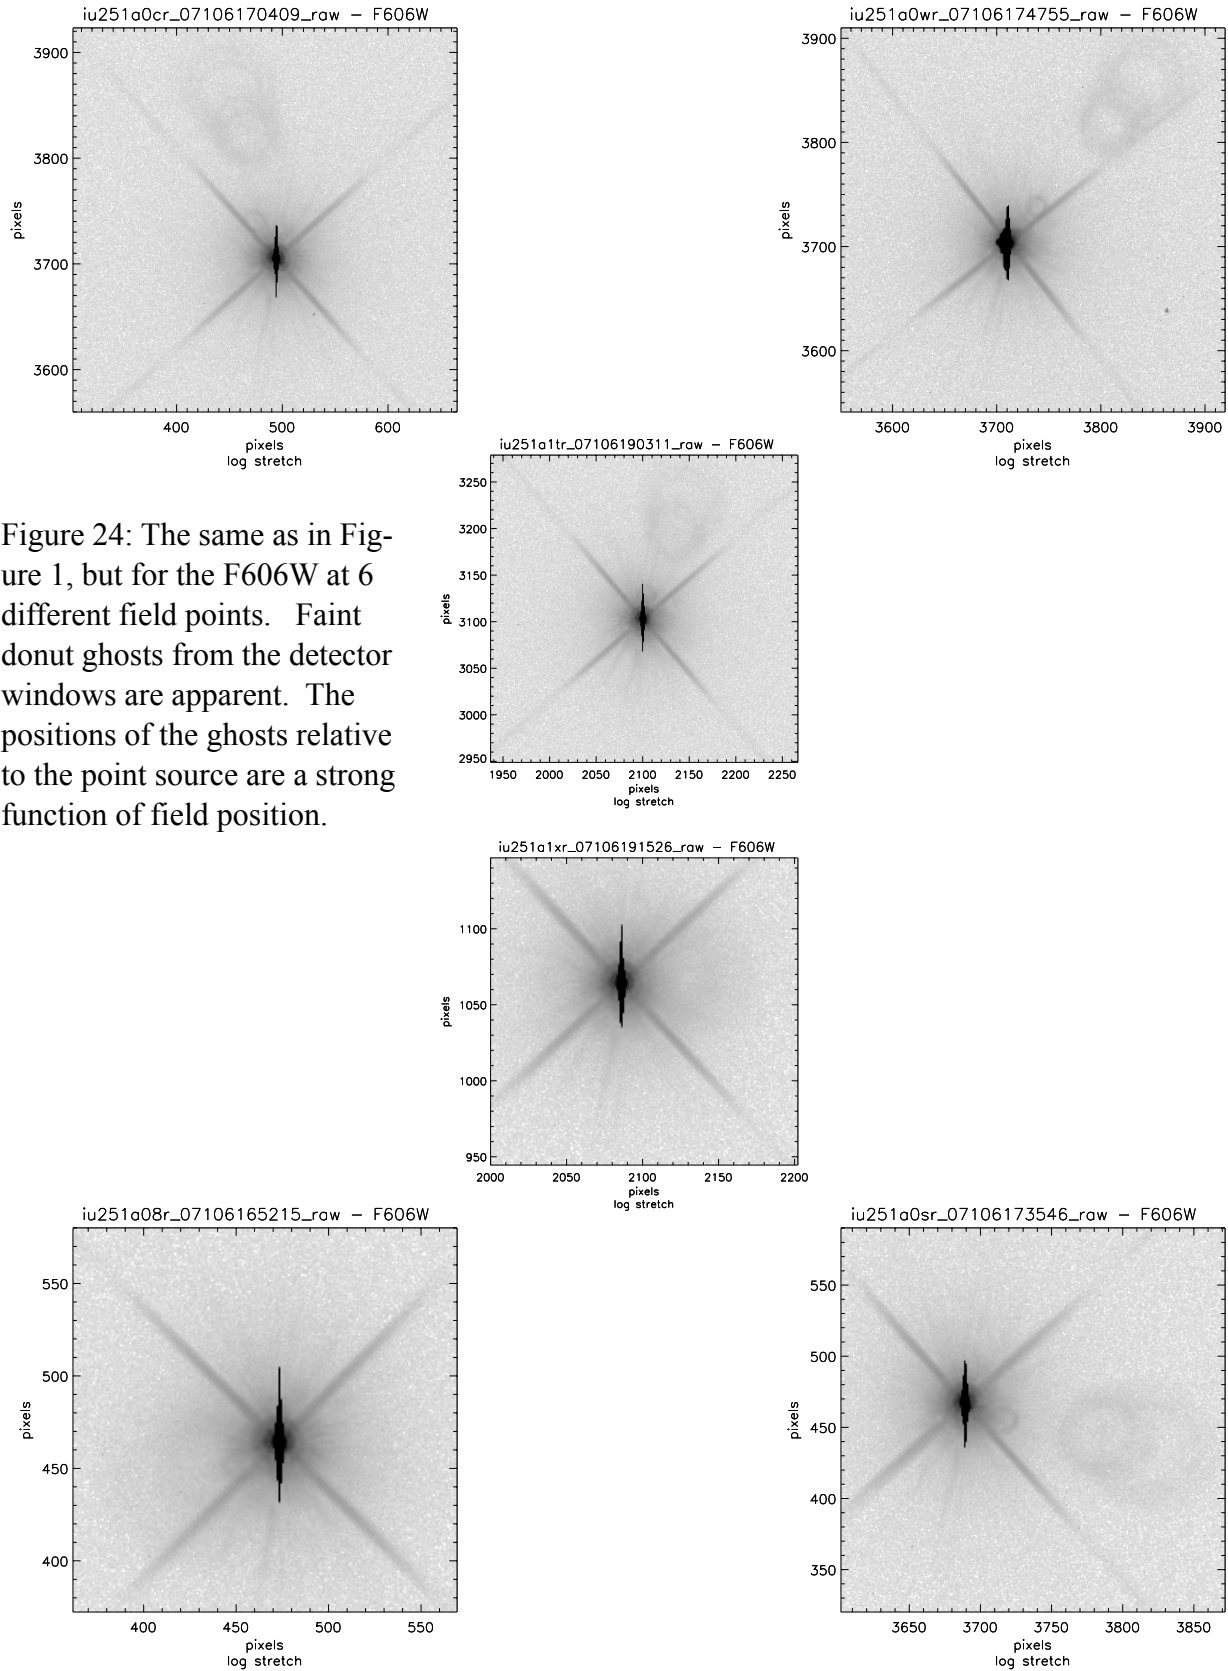 iu251a0cr_07106170409_raw — F606W
3900
3800
3700
3600
pixels
400 500 600
pixels
log stretch
iu251a0wr_07106174755_raw — F606W
3900
3800
3700
3600
pixels
3600 3700 3800 3900
pixels
log stretch
iu251a1tr_07106190311_raw — F606W
3250
3200
3150
3100
3050
3000
2950
pixels
1950 2000 2050 2100 2150 2200 2250
pixels
log stretch
Figure 24: The same as in Fig-
ure 1, but for the F606W at 6
different field points. Faint
donut ghosts from the detector
windows are apparent. The
positions of the ghosts relative
to the point source are a strong
function of field position.
iu251a1xr_07106191526_raw — F606W
1100
1050
1000
950
pixels
2000 2050 2100 2150 2200
pixels
log stretch
iu251a08r_07106165215_raw — F606W
550
500
450
400
pixels
400 450 500 550
pixels
log stretch
iu251a0sr_07106173546_raw — F606W
550
500
450
400
350
pixels
3650 3700 3750 3800 3850
pixels
log stretch